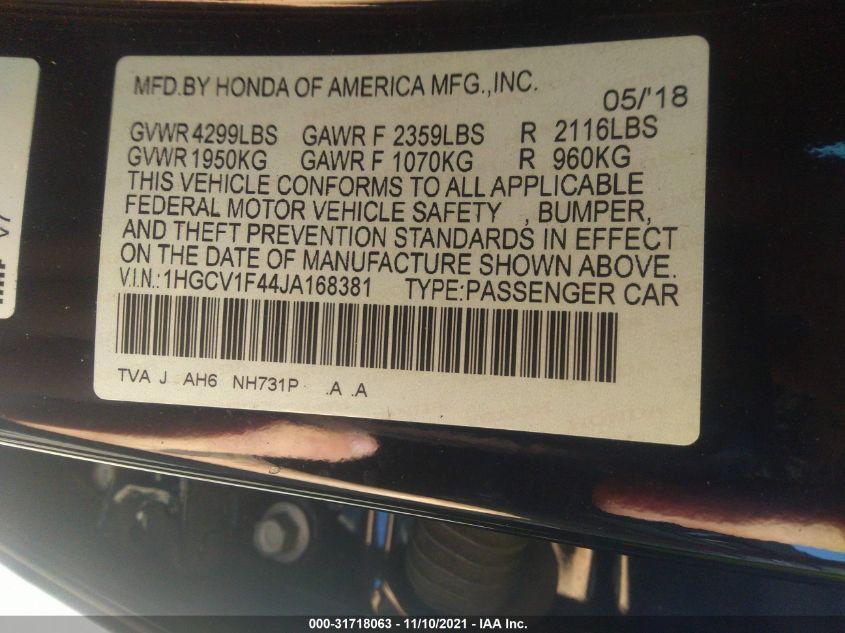 MFD.BY HONDA OF AMERICA MFG.,INC. 05/'18
GVWR 4299LBS GAWR F 2359LBS R 2116LBS
GVWR 1950KG GAWR F 1070KG R 960KG
THIS VEHICLE CONFORMS TO ALL APPLICABLE
FEDERAL MOTOR VEHICLE SAFETY , BUMPER,
AND THEFT PREVENTION STANDARDS IN EFFECT
ON THE DATE OF MANUFACTURE SHOWN ABOVE.
V.I.N.:1HGCV1F44JA168381 TYPE:PASSENGER CAR
TVA J AH6 NH731P .A .A
000-31718063 - 11/10/2021 - IAA Inc.